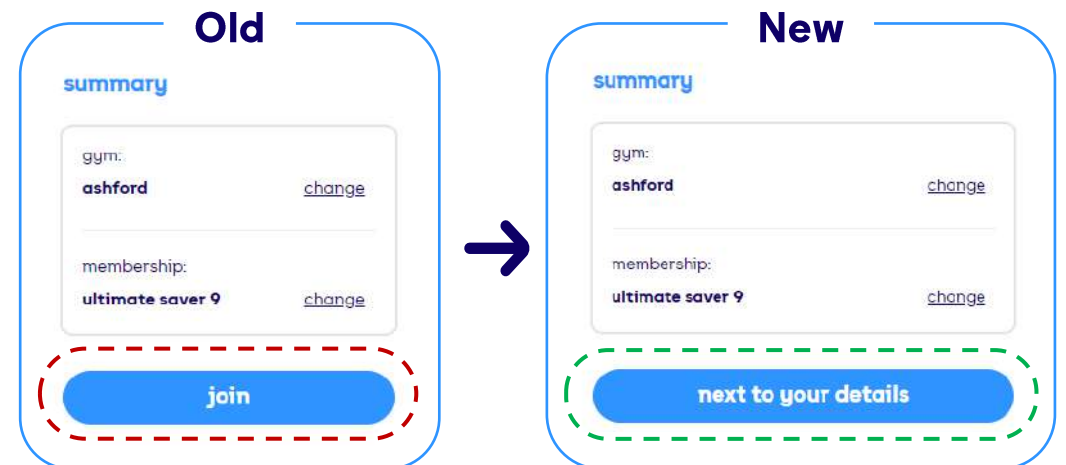 Old
summary
gym:
ashford change
membership:
ultimate saver 9 change
join
New
summary
gym:
ashford change
membership:
ultimate saver 9 change
next to your details